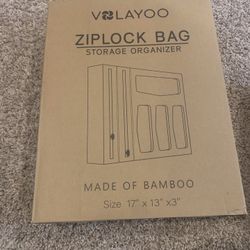 VOLAYOO
ZIPLOCK BAG
STORAGE ORGANIZER
MADE OF BAMBOO
Size 17" x 13" x3"